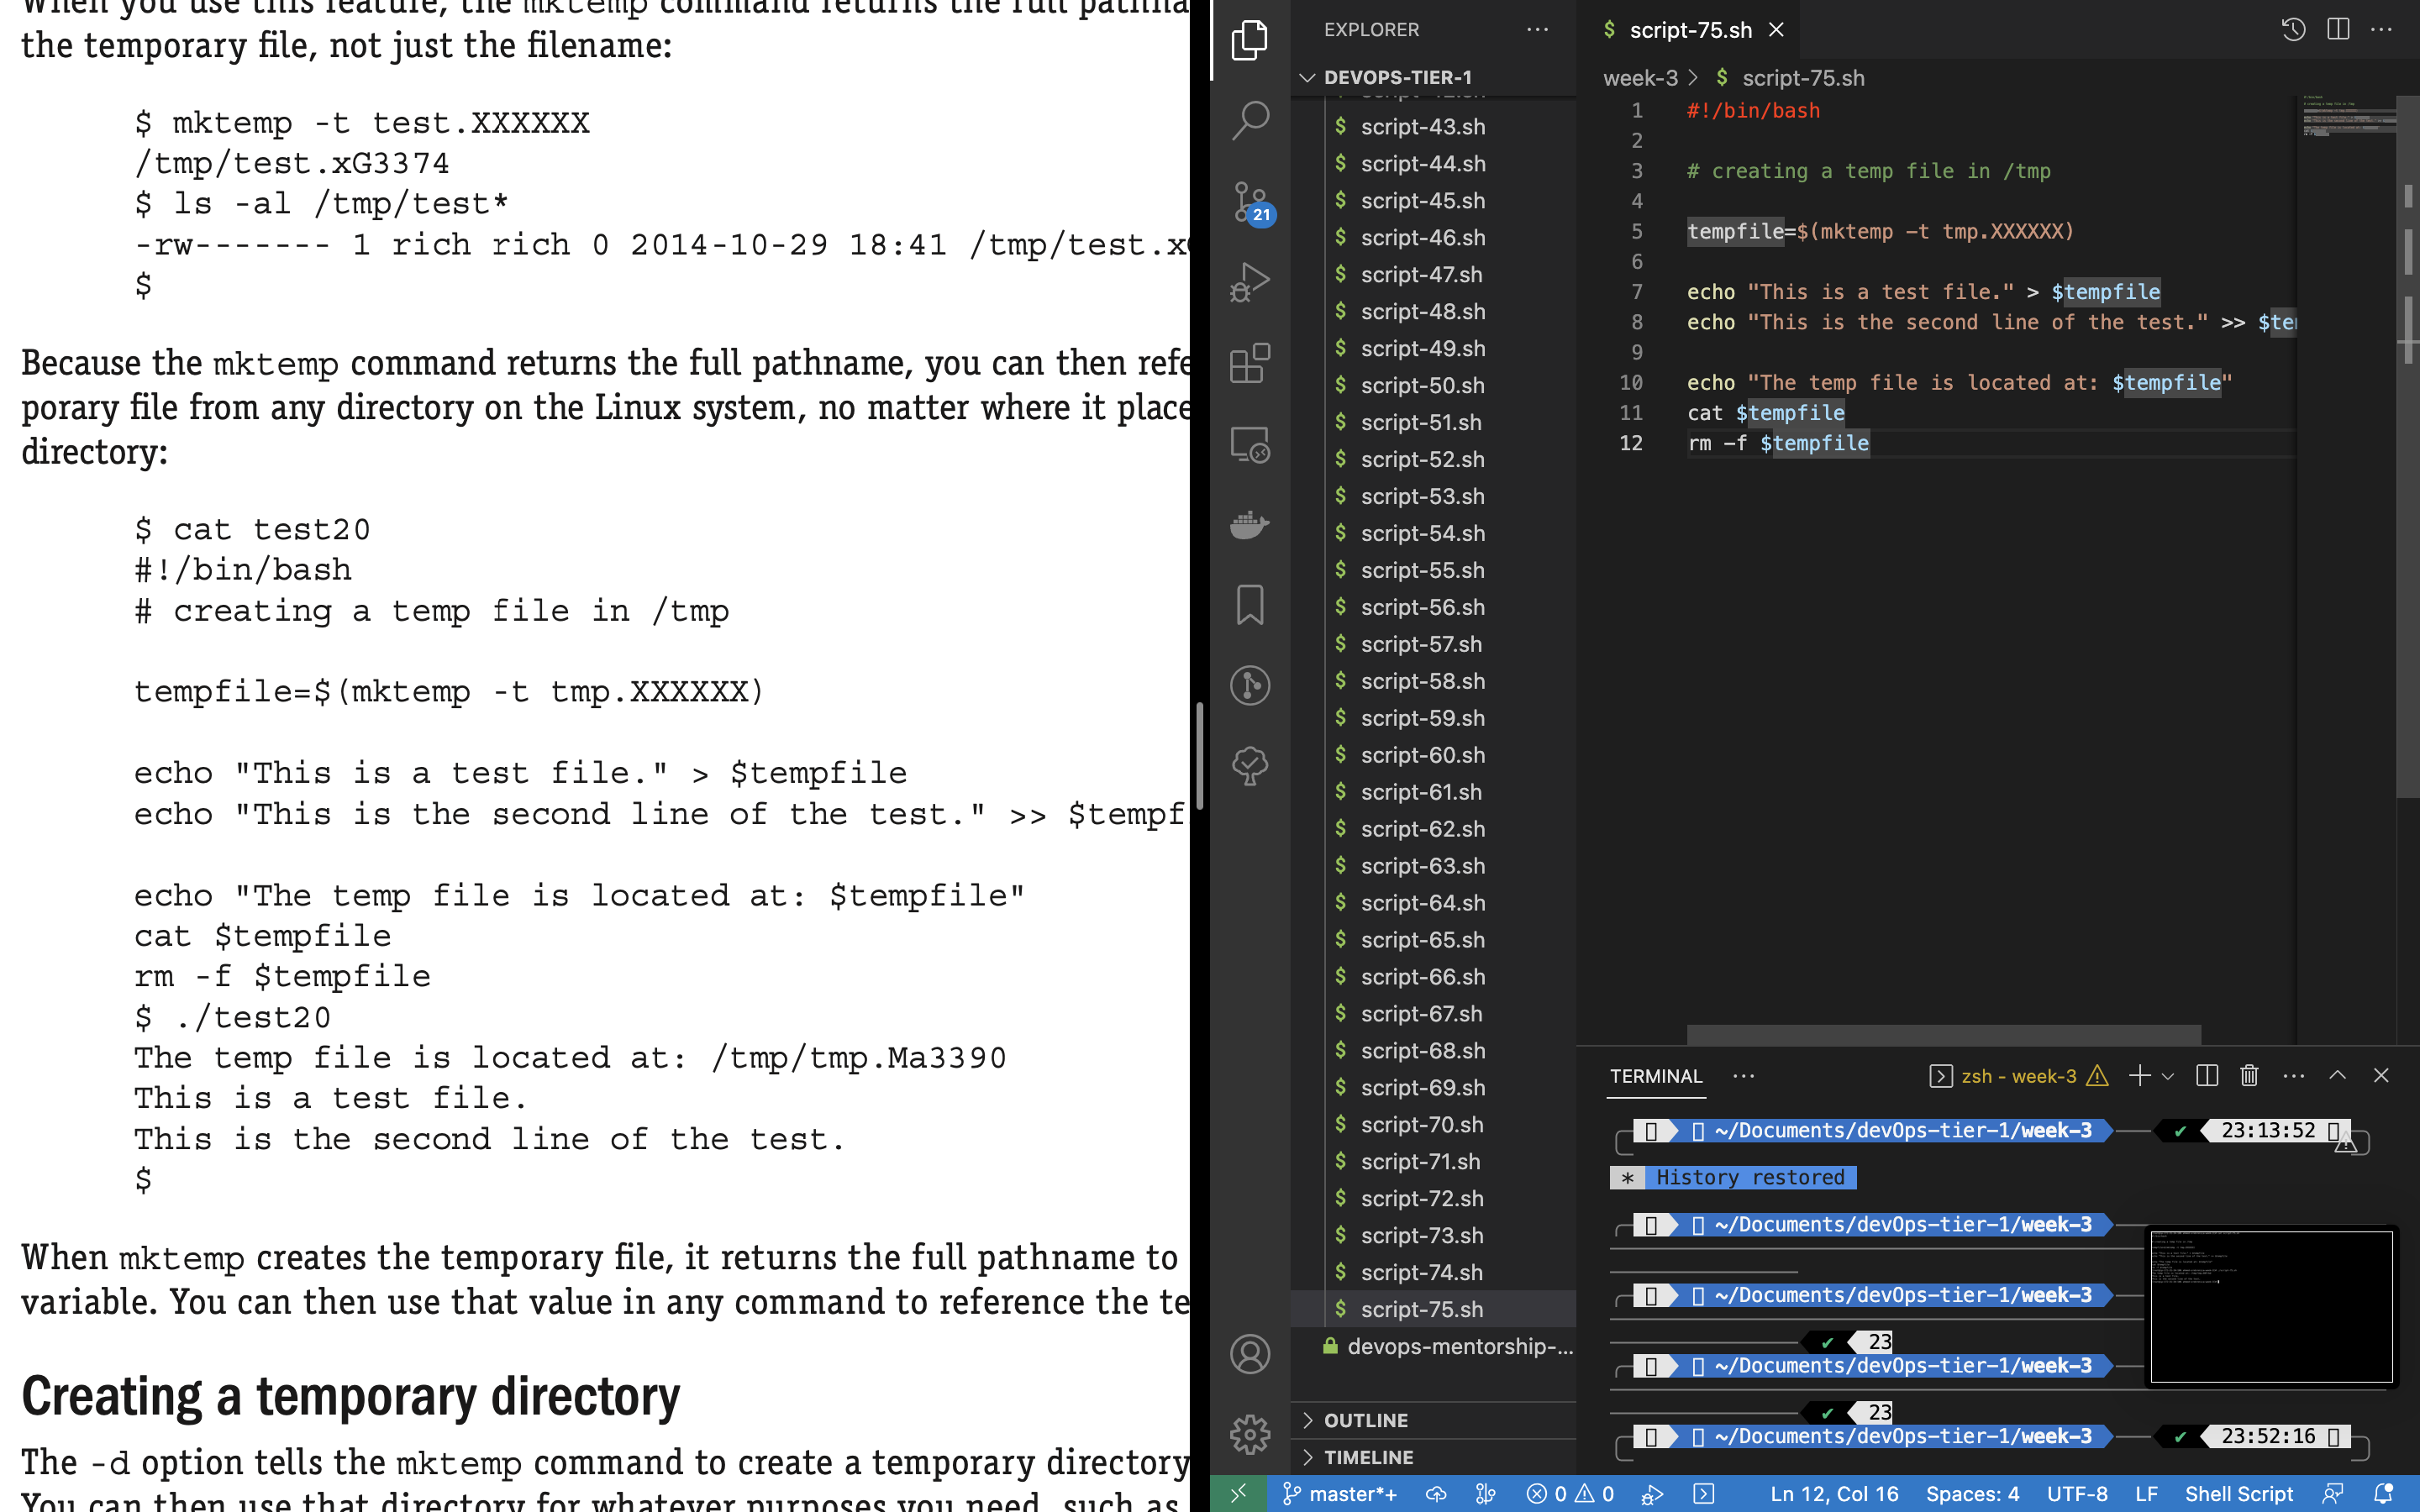 When you use this feature, the mktemp command returns the full pathna
the temporary file, not just the filename:
$ mktemp -t test.XXXXXX
/tmp/test.xG3374
$ ls -al /tmp/test*
-rw------- 1 rich rich 0 2014-10-29 18:41 /tmp/test.x
$
Because the mktemp command returns the full pathname, you can then refe
porary file from any directory on the Linux system, no matter where it place
directory:
$ cat test20
#!/bin/bash
# creating a temp file in /tmp
tempfile=$(mktemp -t tmp.XXXXXX)
echo "This is a test file." > $tempfile
echo "This is the second line of the test." >> $tempf
echo "The temp file is located at: $tempfile"
cat $tempfile
rm -f $tempfile
$ ./test20
The temp file is located at: /tmp/tmp.Ma3390
This is a test file.
This is the second line of the test.
$
When mktemp creates the temporary file, it returns the full pathname to
variable. You can then use that value in any command to reference the te
Creating a temporary directory
The -d option tells the mktemp command to create a temporary directory
You can then use that directory for whatever purposes you need, such as
21
EXPLORER
DEVOPS-TIER-1
$ script-43.sh
$ script-44.sh
$ script-45.sh
$ script-46.sh
$ script-47.sh
$ script-48.sh
$ script-49.sh
$ script-50.sh
$ script-51.sh
$ script-52.sh
$ script-53.sh
$ script-54.sh
$ script-55.sh
$ script-56.sh
$ script-57.sh
$ script-58.sh
$ script-59.sh
$ script-60.sh
$ script-61.sh
$ script-62.sh
$ script-63.sh
$ script-64.sh
$ script-65.sh
$ script-66.sh
$ script-67.sh
$ script-68.sh
$ script-69.sh
$ script-70.sh
$ script-71.sh
$ script-72.sh
$ script-73.sh
$ script-74.sh
$ script-75.sh
devops-mentorship-...
OUTLINE
TIMELINE
$ script-75.sh
week-3 > $ script-75.sh
1 #!/bin/bash
2
3 # creating a temp file in /tmp
4
5 tempfile=$(mktemp -t tmp.XXXXXX)
6
7 echo "This is a test file." > $tempfile
8 echo "This is the second line of the test." >> $te
9
10 echo "The temp file is located at: $tempfile"
11 cat $tempfile
12 rm -f $tempfile
TERMINAL
zsh - week-3
~/Documents/devOps-tier-1/week-3 ✔ 23:13:52
* History restored
~/Documents/devOps-tier-1/week-3
~/Documents/devOps-tier-1/week-3
✔ 23
~/Documents/devOps-tier-1/week-3
✔ 23
~/Documents/devOps-tier-1/week-3 ✔ 23:52:16
master*+ 0 0 Ln 12, Col 16 Spaces: 4 UTF-8 LF Shell Script